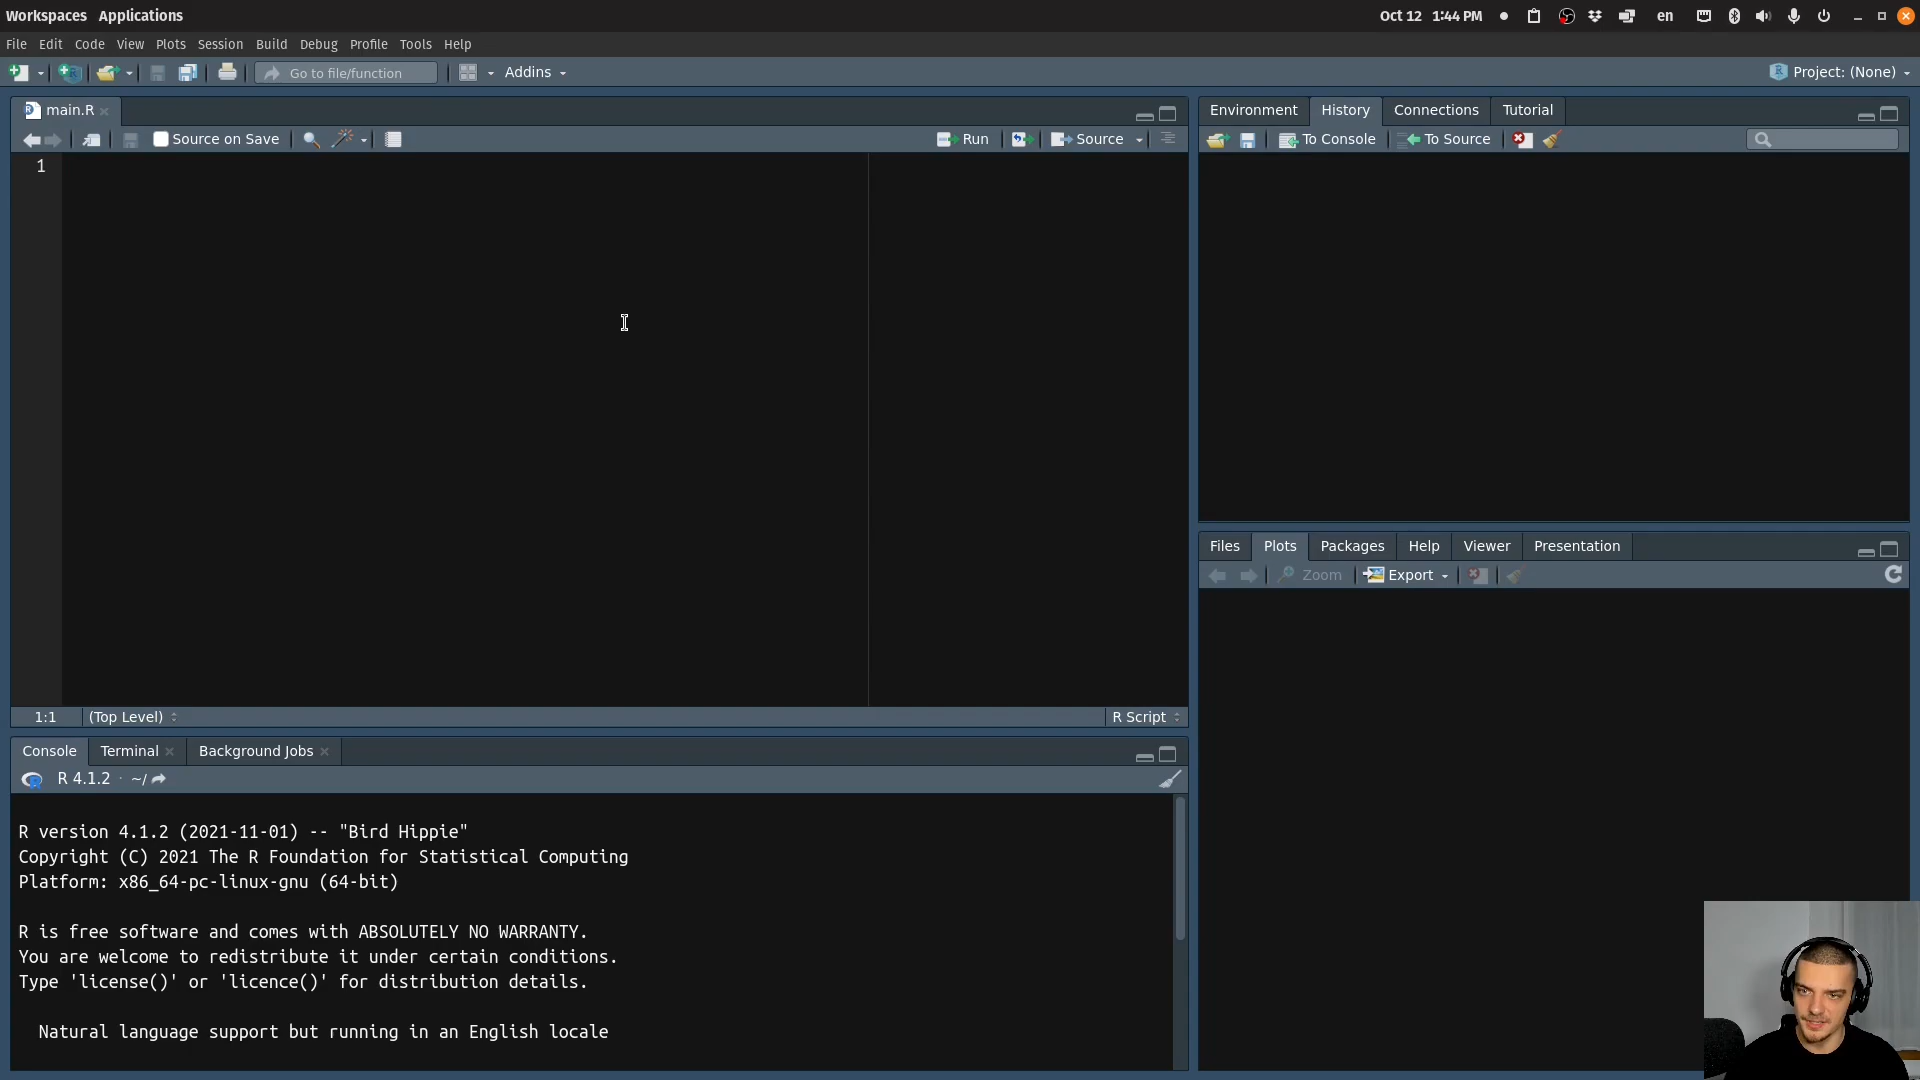 Workspaces Applications Oct 12 1:44 PM en
File Edit Code View Plots Session Build Debug Profile Tools Help
Go to file/function Addins Project: (None)
main.R
Source on Save Run Source
1
1:1 (Top Level) R Script
Console Terminal Background Jobs
R 4.1.2 · ~/
R version 4.1.2 (2021-11-01) -- "Bird Hippie"
Copyright (C) 2021 The R Foundation for Statistical Computing
Platform: x86_64-pc-linux-gnu (64-bit)
R is free software and comes with ABSOLUTELY NO WARRANTY.
You are welcome to redistribute it under certain conditions.
Type 'license()' or 'licence()' for distribution details.
Natural language support but running in an English locale
Environment History Connections Tutorial
To Console To Source
Files Plots Packages Help Viewer Presentation
Zoom Export